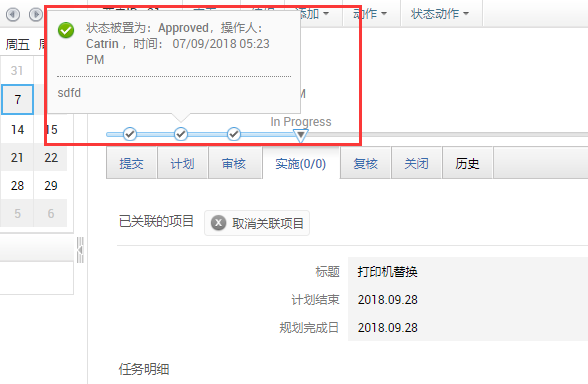 添加
动作
状态动作
周五
状态被置为：Approved，操作人：
Catrin ，时间： 07/09/2018 05:23
PM
sdfd
M
In Progress
31
7
14 15
21 22
28 29
5 6
提交 计划 审核 实施(0/0) 复核 关闭 历史
已关联的项目 取消关联项目
标题 打印机替换
计划结束 2018.09.28
规划完成日 2018.09.28
任务明细